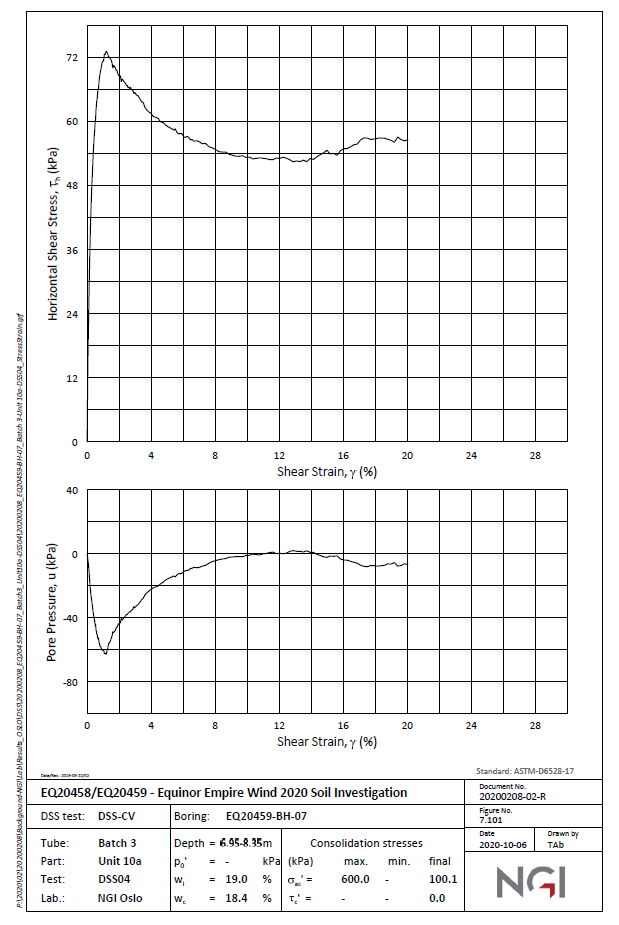 72
60
48
36
24
12
0
Horizontal Shear Stress, τh (kPa)
0 4 8 12 16 20 24 28
Shear Strain, γ (%)
40
0
-40
-80
Pore Pressure, u (kPa)
0 4 8 12 16 20 24 28
Shear Strain, γ (%)
Standard: ASTM-D6528-17
EQ20458/EQ20459 - Equinor Empire Wind 2020 Soil Investigation
Document No.
20200208-02-R
DSS test: DSS-CV Boring: EQ20459-BH-07
Figure No.
7.101
Date Drawn by
2020-10-06 TAb
Tube: Batch 3 Depth = 6.95-8.35m Consolidation stresses
Part: Unit 10a p0' = - kPa (kPa) max. min. final
Test: DSS04 wi = 19.0 % σac' = 600.0 - 100.1
Lab.: NGI Oslo wc = 18.4 % τc' = - - 0.0
NGI